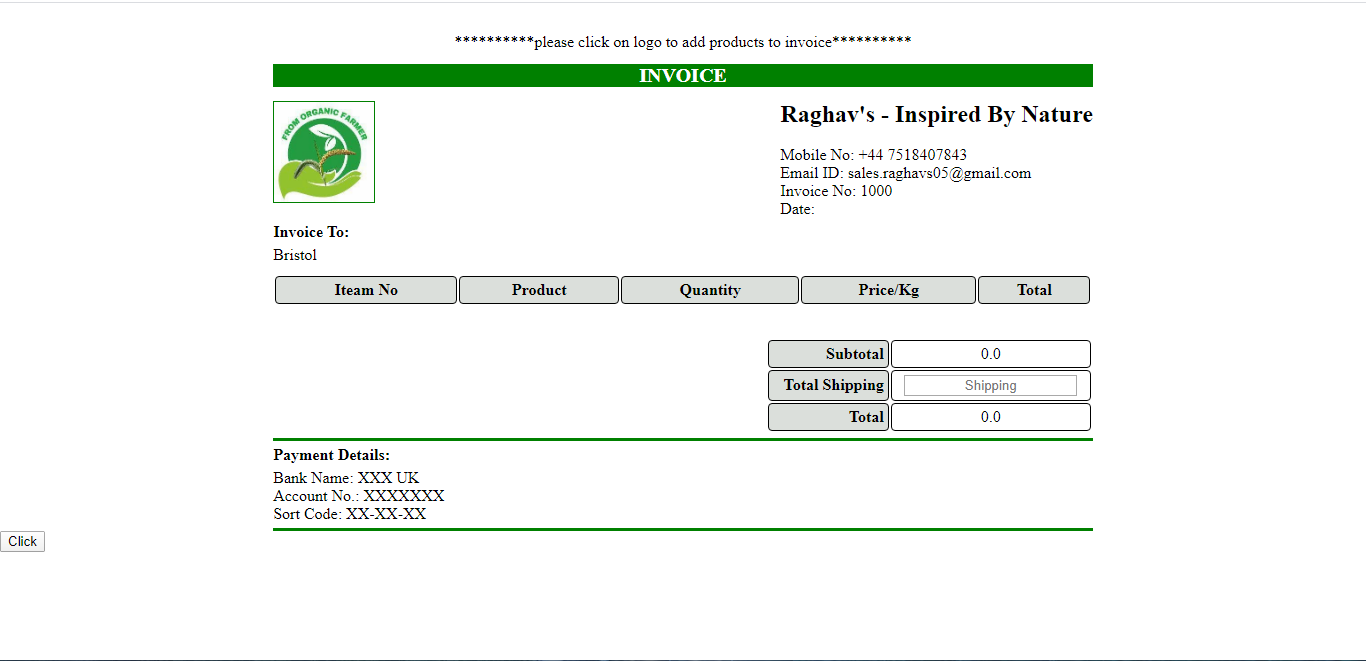 **********please click on logo to add products to invoice**********
INVOICE
FROM ORGANIC FARMER
Raghav's - Inspired By Nature
Mobile No: +44 7518407843
Email ID: sales.raghavs05@gmail.com
Invoice No: 1000
Date:
Invoice To:
Bristol
Iteam No Product Quantity Price/Kg Total
Subtotal 0.0
Total Shipping Shipping
Total 0.0
Payment Details:
Bank Name: XXX UK
Account No.: XXXXXXX
Sort Code: XX-XX-XX
Click